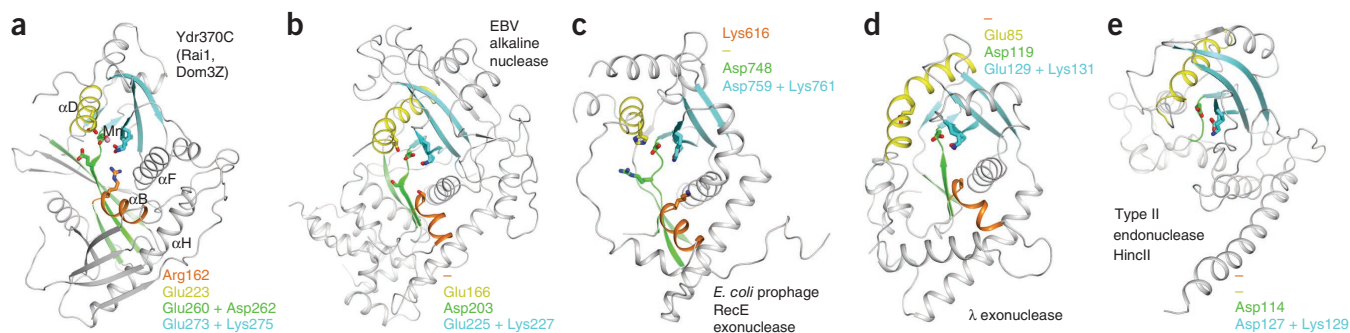 a
Ydr370C
(Rai1,
Dom3Z)
αD
Mn
αF
αB
αH
Arg162
Glu223
Glu260 + Asp262
Glu273 + Lys275
b
EBV
alkaline
nuclease
–
Glu166
Asp203
Glu225 + Lys227
c
Lys616
–
Asp748
Asp759 + Lys761
E. coli prophage
RecE
exonuclease
d
–
Glu85
Asp119
Glu129 + Lys131
λ exonuclease
e
Type II
endonuclease
HincII
–
–
Asp114
Asp127 + Lys129